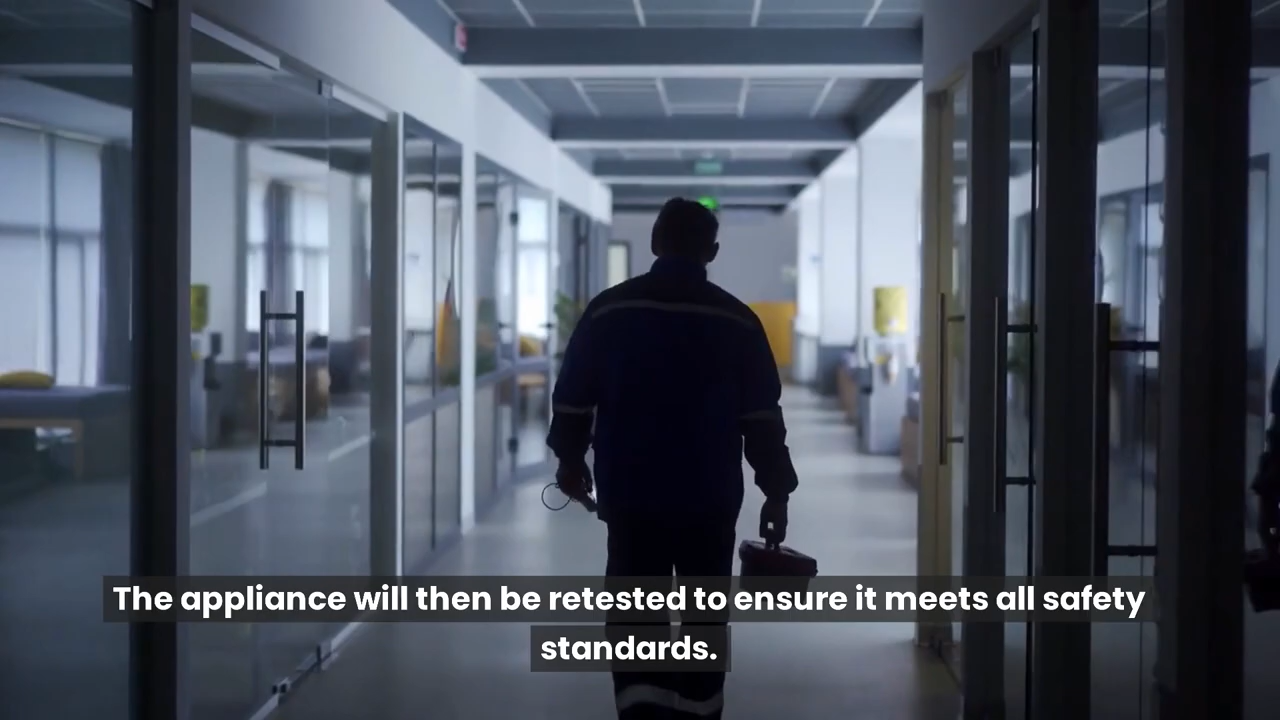 The appliance will then be retested to ensure it meets all safety
standards.